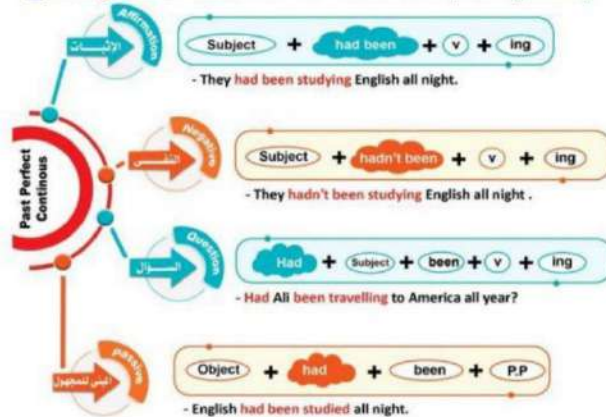 Affirmation
الإثبات
Subject + had been + v + ing
- They had been studying English all night.
Past Perfect
Continous
Negative
النفى
Subject + hadn't been + v + ing
- They hadn't been studying English all night .
Question
السؤال
Had + Subject + been + v + ing
- Had Ali been travelling to America all year?
passive
المبنى للمجهول
Object + had + been + P.P
- English had been studied all night.